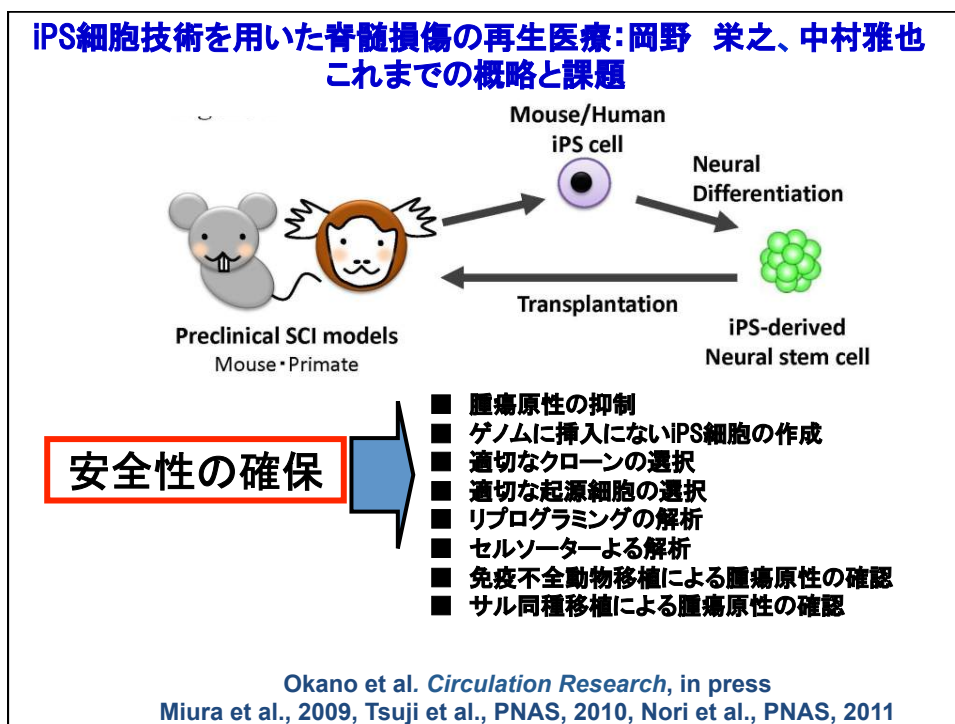 iPS細胞技術を用いた脊髄損傷の再生医療：岡野　栄之、中村雅也
これまでの概略と課題
Mouse/Human
iPS cell
Neural
Differentiation
Transplantation
Preclinical SCI models
Mouse・Primate
iPS-derived
Neural stem cell
安全性の確保
■ 腫瘍原性の抑制
■ ゲノムに挿入にないiPS細胞の作成
■ 適切なクローンの選択
■ 適切な起源細胞の選択
■ リプログラミングの解析
■ セルソーターよる解析
■ 免疫不全動物移植による腫瘍原性の確認
■ サル同種移植による腫瘍原性の確認
Okano et al. Circulation Research, in press
Miura et al., 2009, Tsuji et al., PNAS, 2010, Nori et al., PNAS, 2011